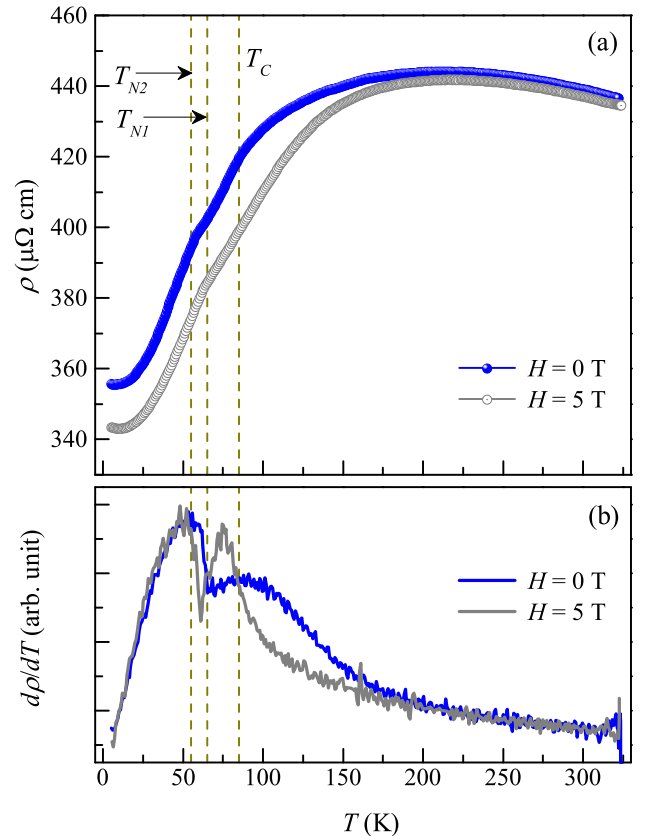 460
440
420
400
380
360
340
ρ (μΩ cm)
(a)
T_N2
T_N1
T_C
H = 0 T
H = 5 T
(b)
H = 0 T
H = 5 T
dρ/dT (arb. unit)
0 50 100 150 200 250 300
T (K)